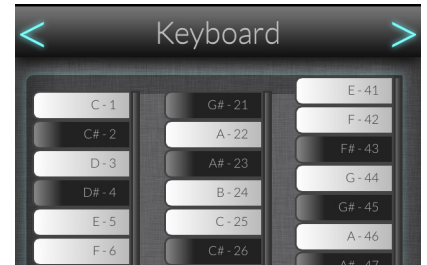 < Keyboard >
C - 1
C# - 2
D - 3
D# - 4
E - 5
F - 6
G# - 21
A - 22
A# - 23
B - 24
C - 25
C# - 26
E - 41
F - 42
F# - 43
G - 44
G# - 45
A - 46
A# - 47